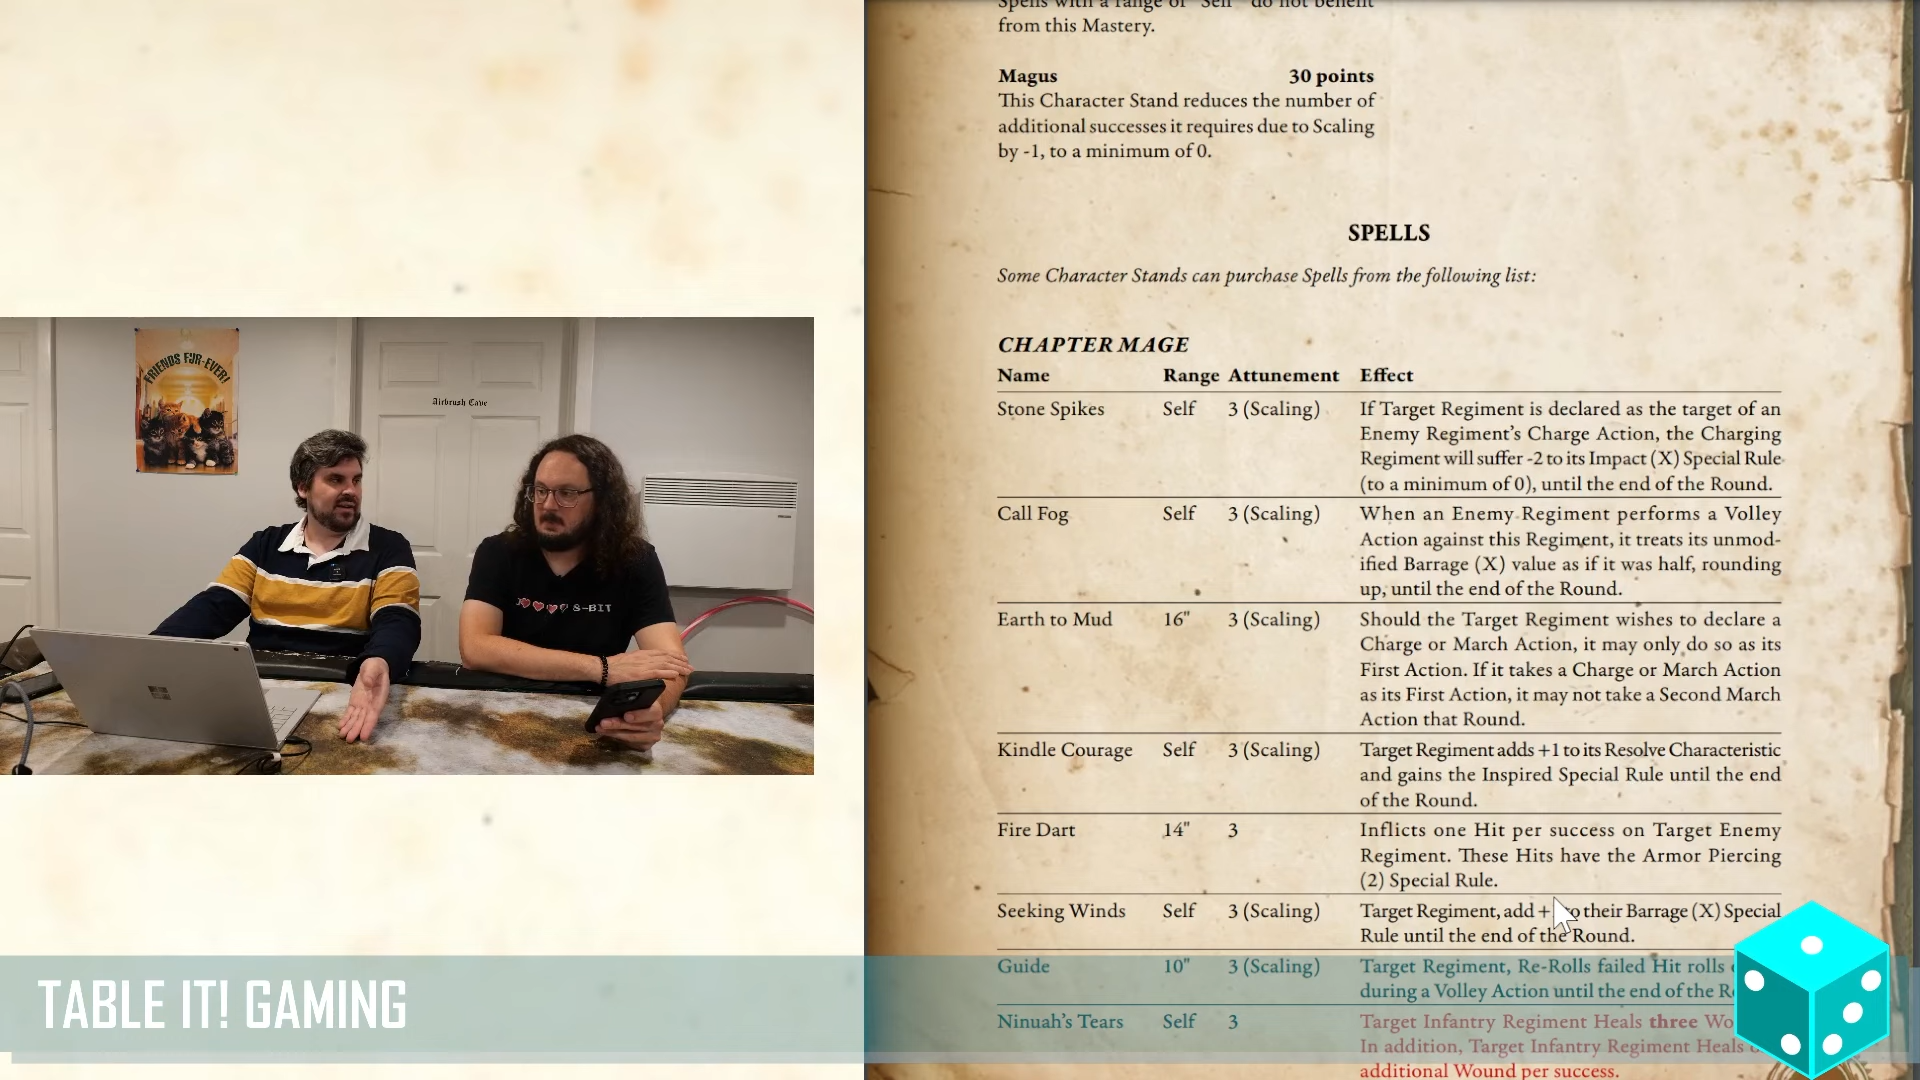 Spells with a range of "Self" do not benefit
from this Mastery.
Magus 30 points
This Character Stand reduces the number of
additional successes it requires due to Scaling
by -1, to a minimum of 0.
SPELLS
Some Character Stands can purchase Spells from the following list:
CHAPTER MAGE
Name Range Attunement Effect
Stone Spikes Self 3 (Scaling) If Target Regiment is declared as the target of an
Enemy Regiment's Charge Action, the Charging
Regiment will suffer -2 to its Impact (X) Special Rule
(to a minimum of 0), until the end of the Round.
Call Fog Self 3 (Scaling) When an Enemy Regiment performs a Volley
Action against this Regiment, it treats its unmod-
ified Barrage (X) value as if it was half, rounding
up, until the end of the Round.
Earth to Mud 16" 3 (Scaling) Should the Target Regiment wishes to declare a
Charge or March Action, it may only do so as its
First Action. If it takes a Charge or March Action
as its First Action, it may not take a Second March
Action that Round.
Kindle Courage Self 3 (Scaling) Target Regiment adds +1 to its Resolve Characteristic
and gains the Inspired Special Rule until the end
of the Round.
Fire Dart 14" 3 Inflicts one Hit per success on Target Enemy
Regiment. These Hits have the Armor Piercing
(2) Special Rule.
Seeking Winds Self 3 (Scaling) Target Regiment, add + to their Barrage (X) Special
Rule until the end of the Round.
Guide 10" 3 (Scaling) Target Regiment, Re-Rolls failed Hit rolls
during a Volley Action until the end of the
Ninuah's Tears Self 3 Target Infantry Regiment Heals three
In addition, Target Infantry Regiment Heals
additional Wound per success.
FRIENDS FUR-EVER!
Airbrush Cave
8-BIT
TABLE IT! GAMING